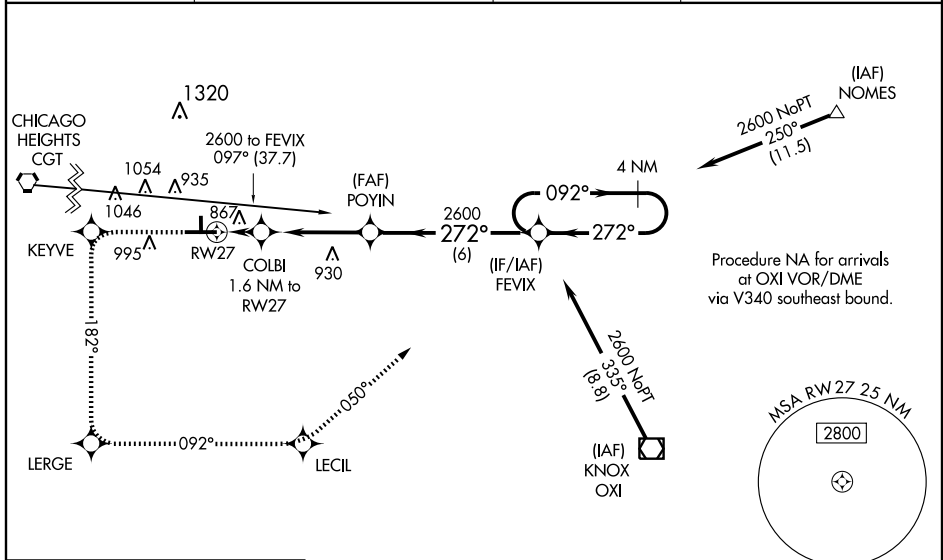 1320
CHICAGO
HEIGHTS
CGT
2600 to FEVIX
097° (37.7)
1054
935
1046
867
995
KEYVE
RW27
COLBI
1.6 NM to
RW27
(FAF)
POYIN
930
2600
272°
(6)
(IF/IAF)
FEVIX
092°
4 NM
272°
(IAF)
NOMES
2600 NoPT
250°
(11.5)
Procedure NA for arrivals
at OXI VOR/DME
via V340 southeast bound.
2600 NoPT
335°
(8.8)
(IAF)
KNOX
OXI
182°
LERGE
092°
LECIL
050°
MSA RW27 25 NM
2800